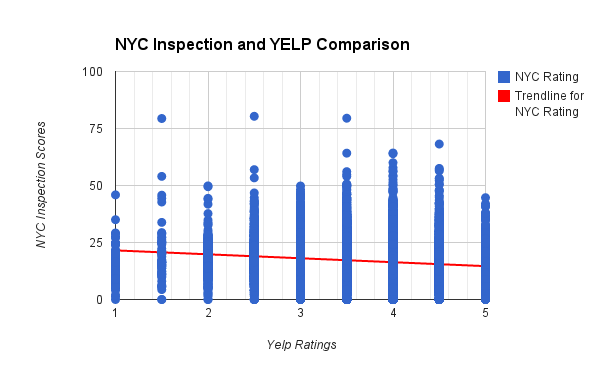 NYC Inspection and YELP Comparison
100
75
50
25
0
NYC Inspection Scores
1
2
3
4
5
Yelp Ratings
NYC Rating
Trendline for
NYC Rating